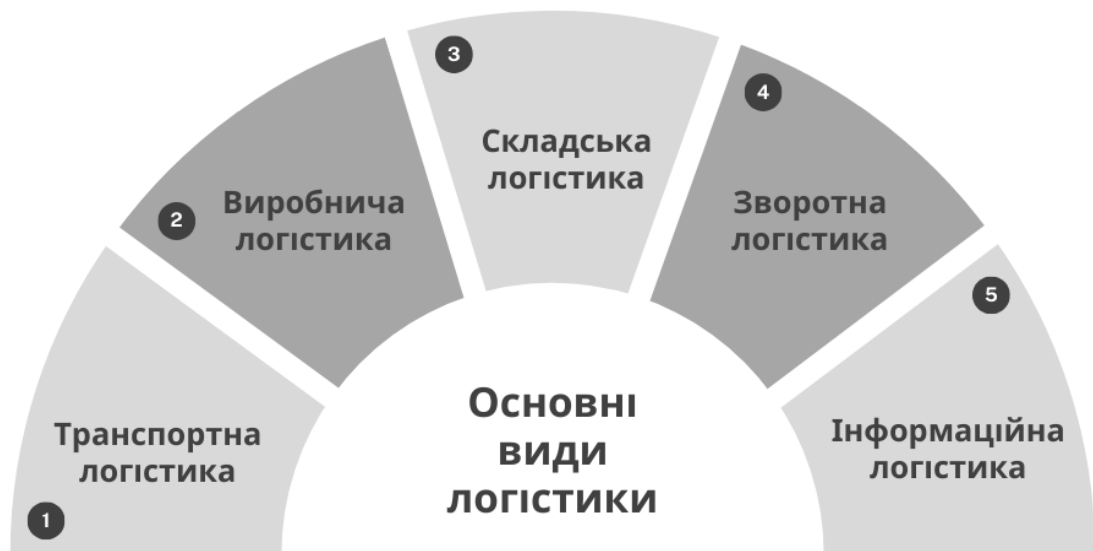 1
Транспортна
логістика
2
Виробнича
логістика
3
Складська
логістика
4
Зворотна
логістика
5
Інформаційна
логістика
Основні
види
логістики